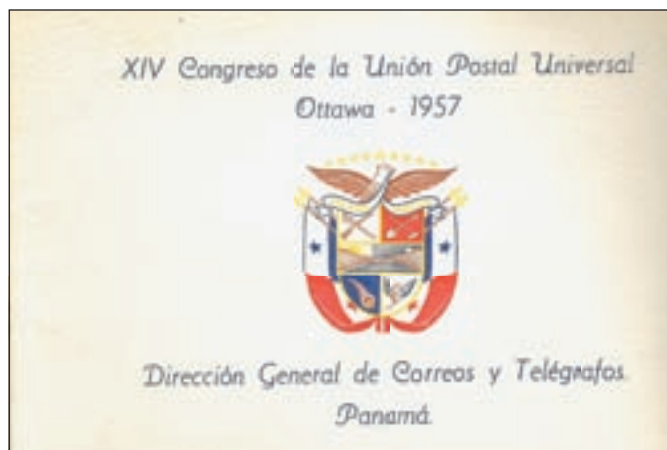 XIV Congreso de la Unión Postal Universal
Ottawa - 1957
Dirección General de Correos y Telégrafos.
Panamá.